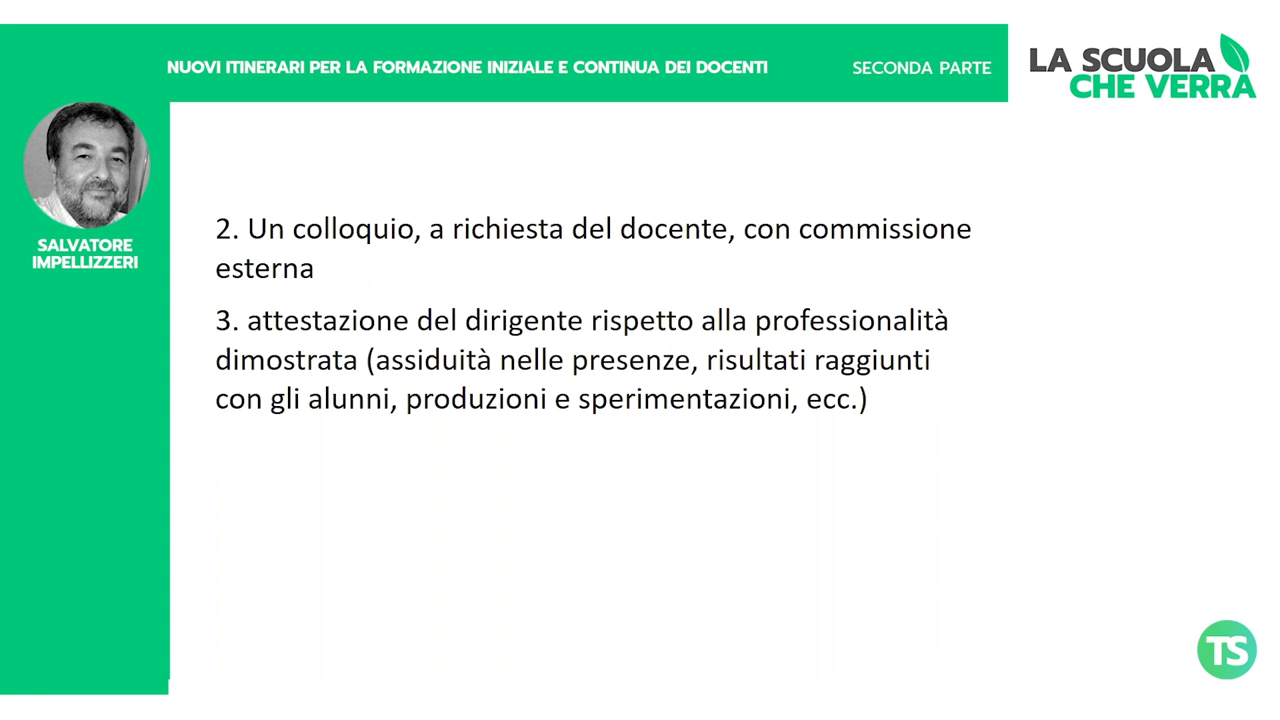 NUOVI ITINERARI PER LA FORMAZIONE INIZIALE E CONTINUA DEI DOCENTI
SECONDA PARTE
LA SCUOLA
CHE VERRA
SALVATORE
IMPELLIZZERI
2. Un colloquio, a richiesta del docente, con commissione
esterna
3. attestazione del dirigente rispetto alla professionalità
dimostrata (assiduità nelle presenze, risultati raggiunti
con gli alunni, produzioni e sperimentazioni, ecc.)
TS